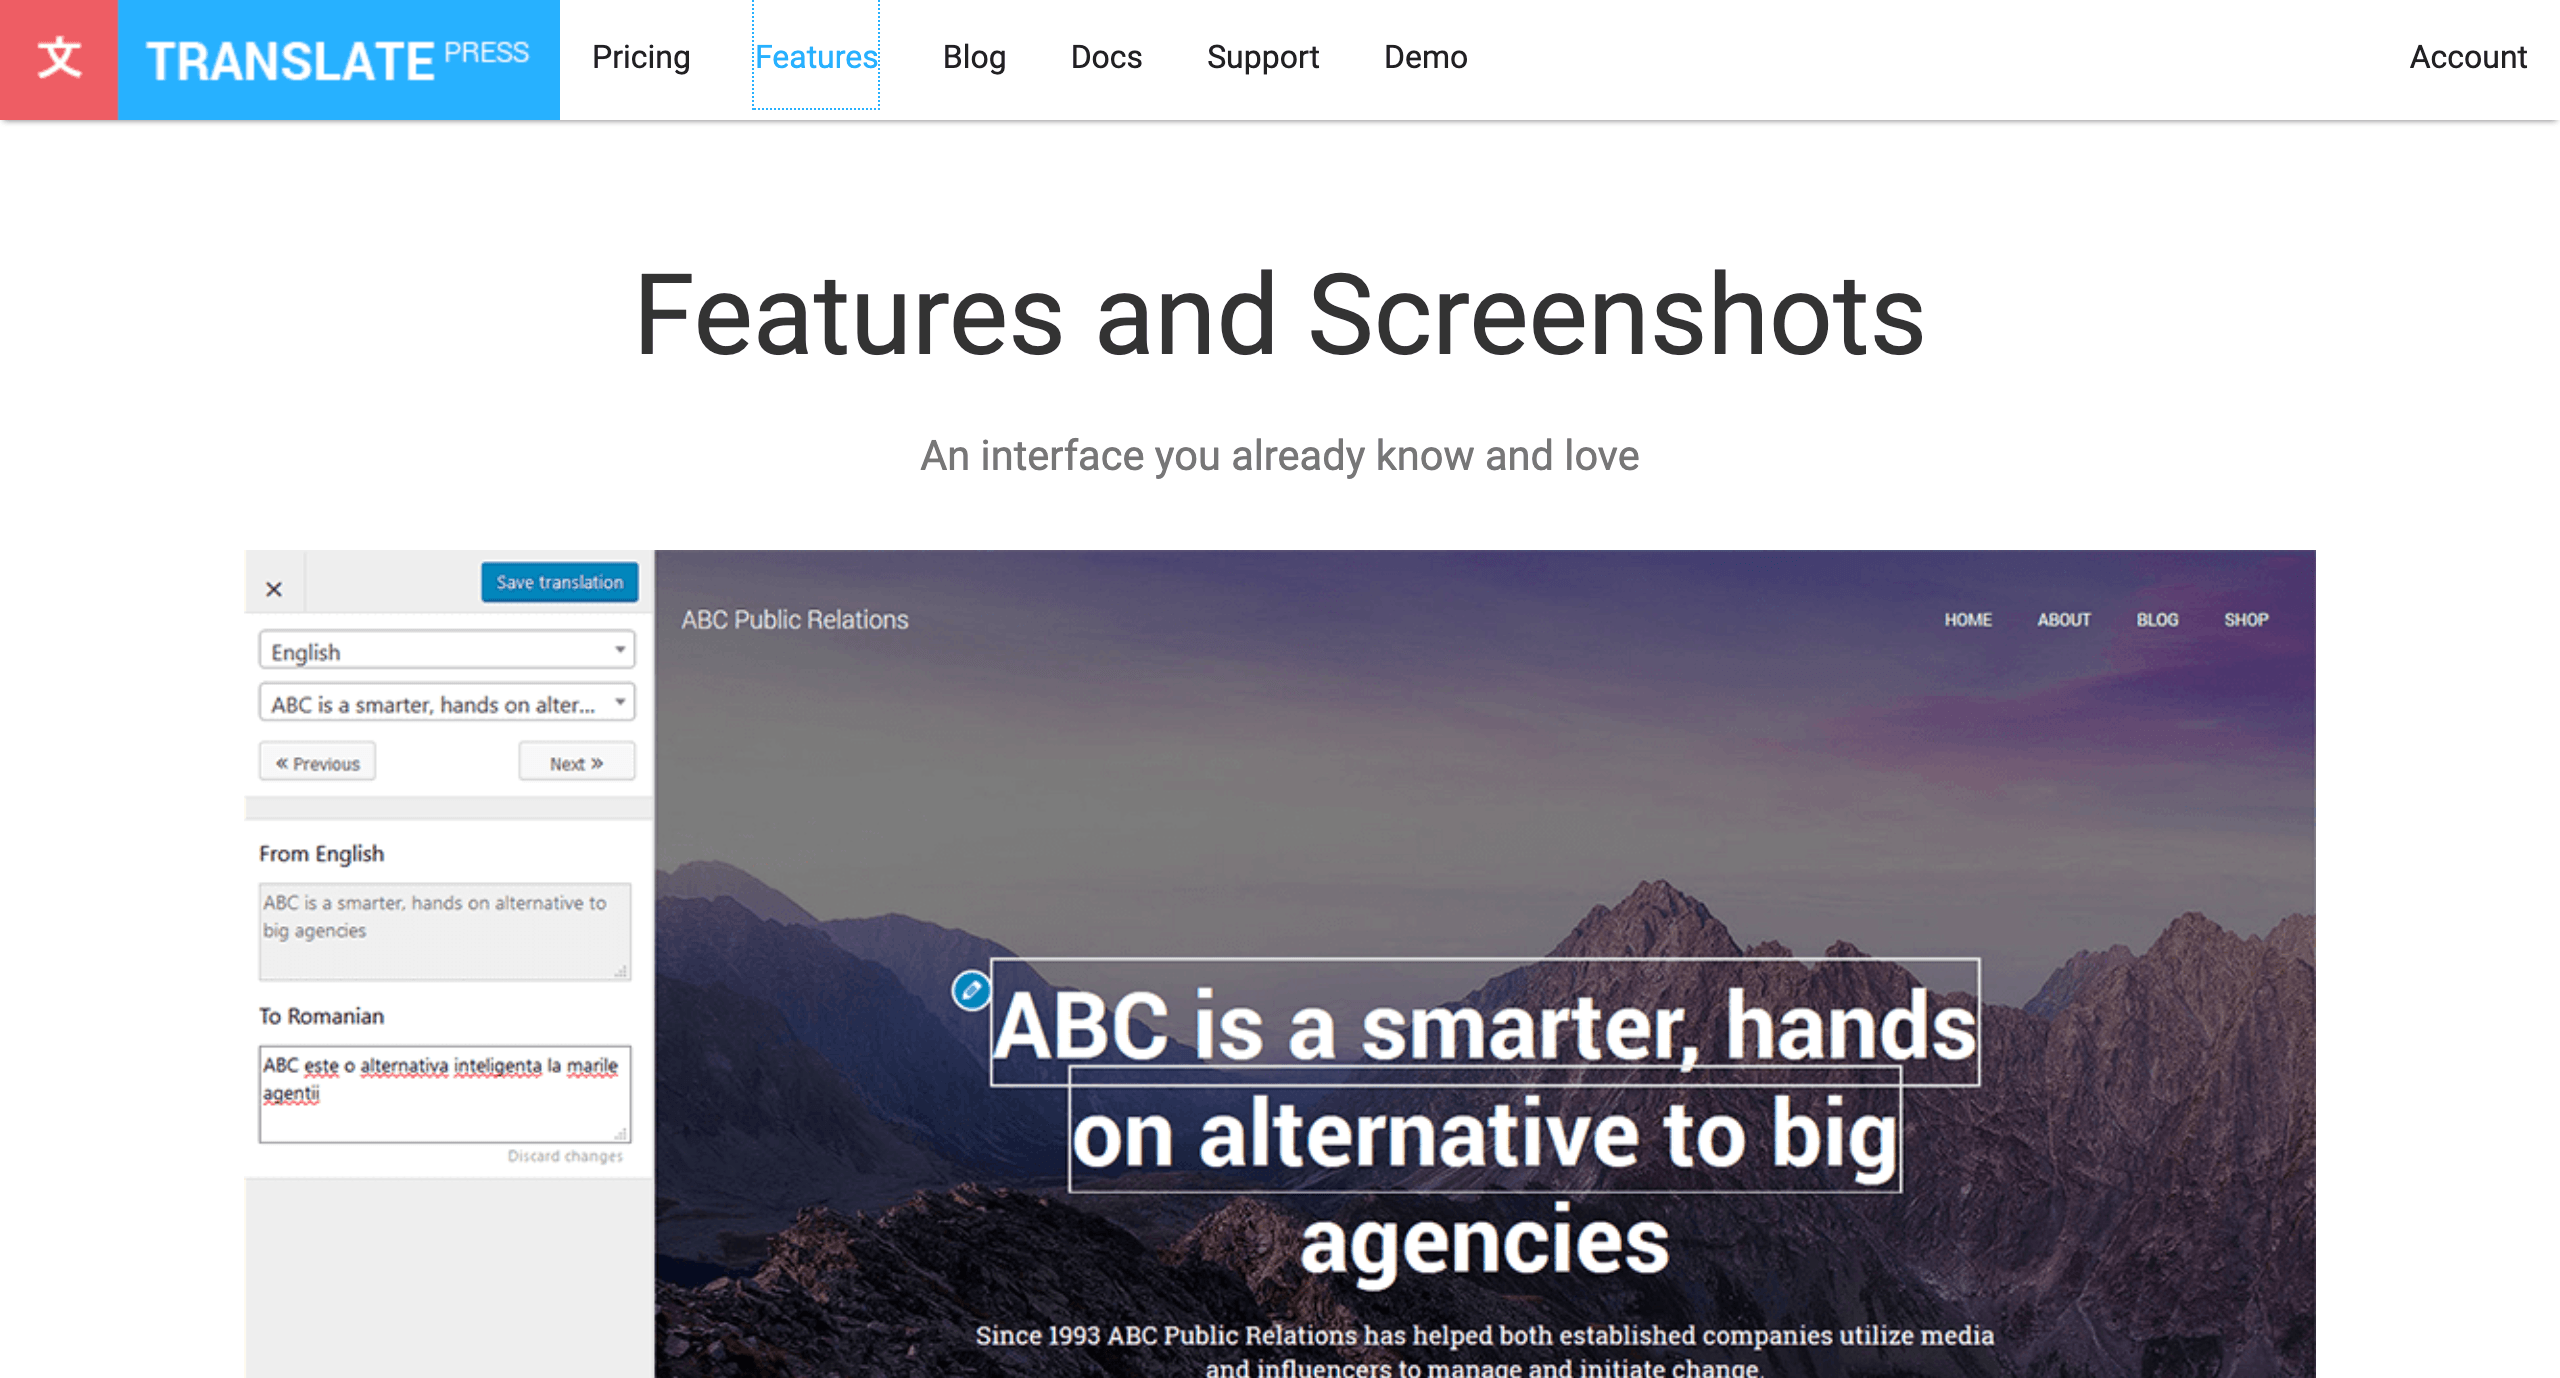 文 TRANSLATE PRESS
Pricing Features Blog Docs Support Demo Account
Features and Screenshots
An interface you already know and love
Save translation
English
ABC is a smarter, hands on alter...
« Previous Next »
From English
ABC is a smarter, hands on alternative to
big agencies
To Romanian
ABC este o alternativa inteligenta la marile
agentii
Discard changes
ABC Public Relations HOME ABOUT BLOG SHOP
ABC is a smarter, hands
on alternative to big
agencies
Since 1993 ABC Public Relations has helped both established companies utilize media
and influencers to manage and initiate change.